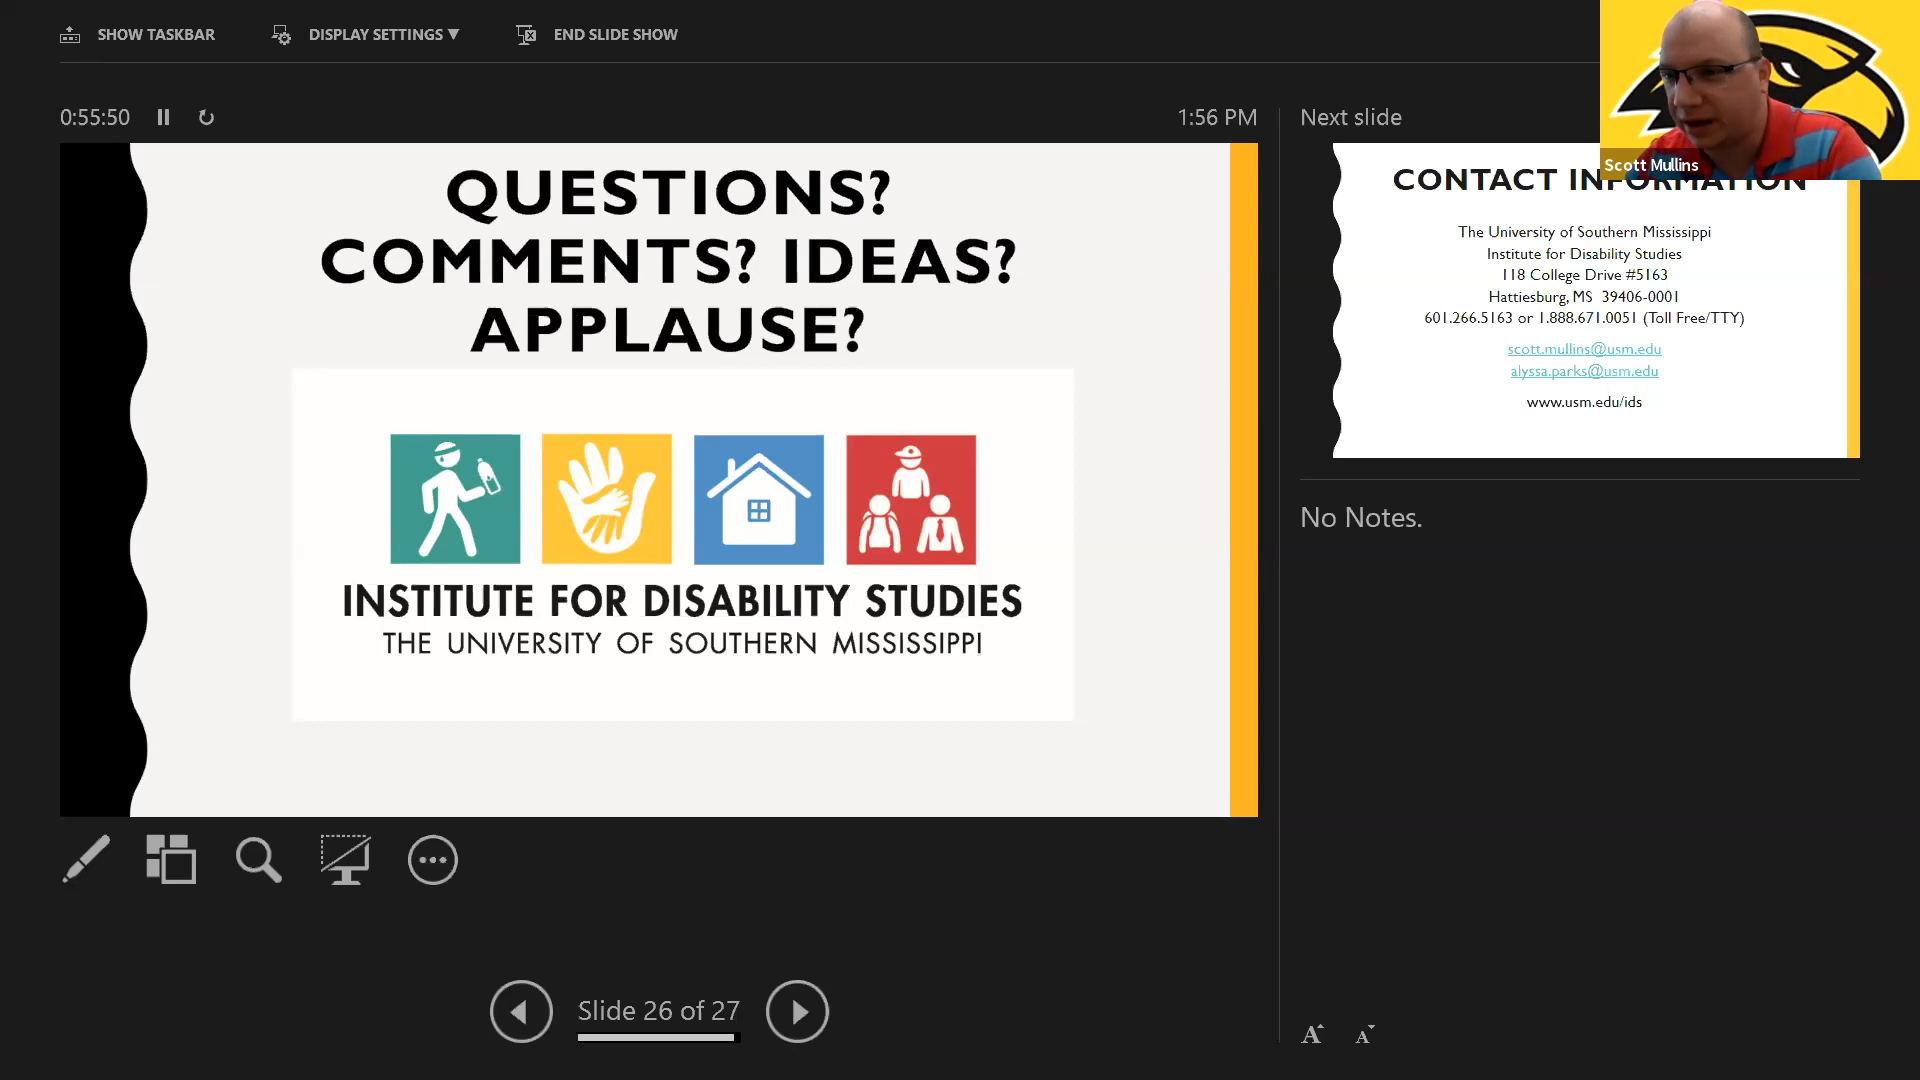 SHOW TASKBAR
DISPLAY SETTINGS ▼
END SLIDE SHOW
0:55:50
1:56 PM
Next slide
Scott Mullins
QUESTIONS?
COMMENTS? IDEAS?
APPLAUSE?
INSTITUTE FOR DISABILITY STUDIES
THE UNIVERSITY OF SOUTHERN MISSISSIPPI
CONTACT INFORMATION
The University of Southern Mississippi
Institute for Disability Studies
118 College Drive #5163
Hattiesburg, MS 39406-0001
601.266.5163 or 1.888.671.0051 (Toll Free/TTY)
scott.mullins@usm.edu
alyssa.parks@usm.edu
www.usm.edu/ids
No Notes.
Slide 26 of 27
A A